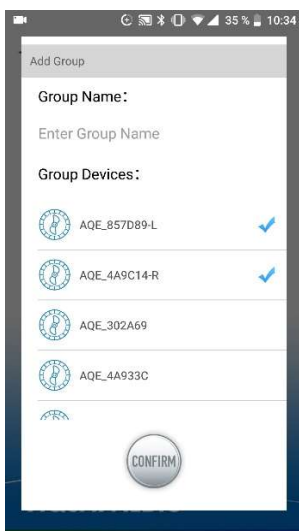 35 % 10:34
Add Group
Group Name:
Enter Group Name
Group Devices:
AQE_857D89-L
AQE_4A9C14-R
AQE_302A69
AQE_4A933C
CONFIRM